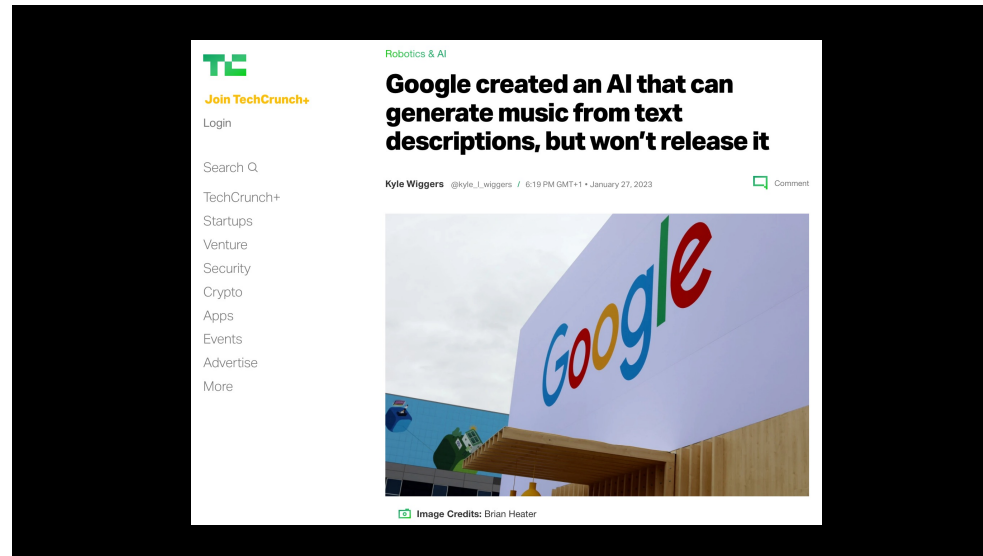 TC
Join TechCrunch+
Login
Search
TechCrunch+
Startups
Venture
Security
Crypto
Apps
Events
Advertise
More
Robotics & AI
Google created an AI that can
generate music from text
descriptions, but won’t release it
Kyle Wiggers @kyle_l_wiggers / 6:19 PM GMT+1 • January 27, 2023
Comment
Google
Image Credits: Brian Heater